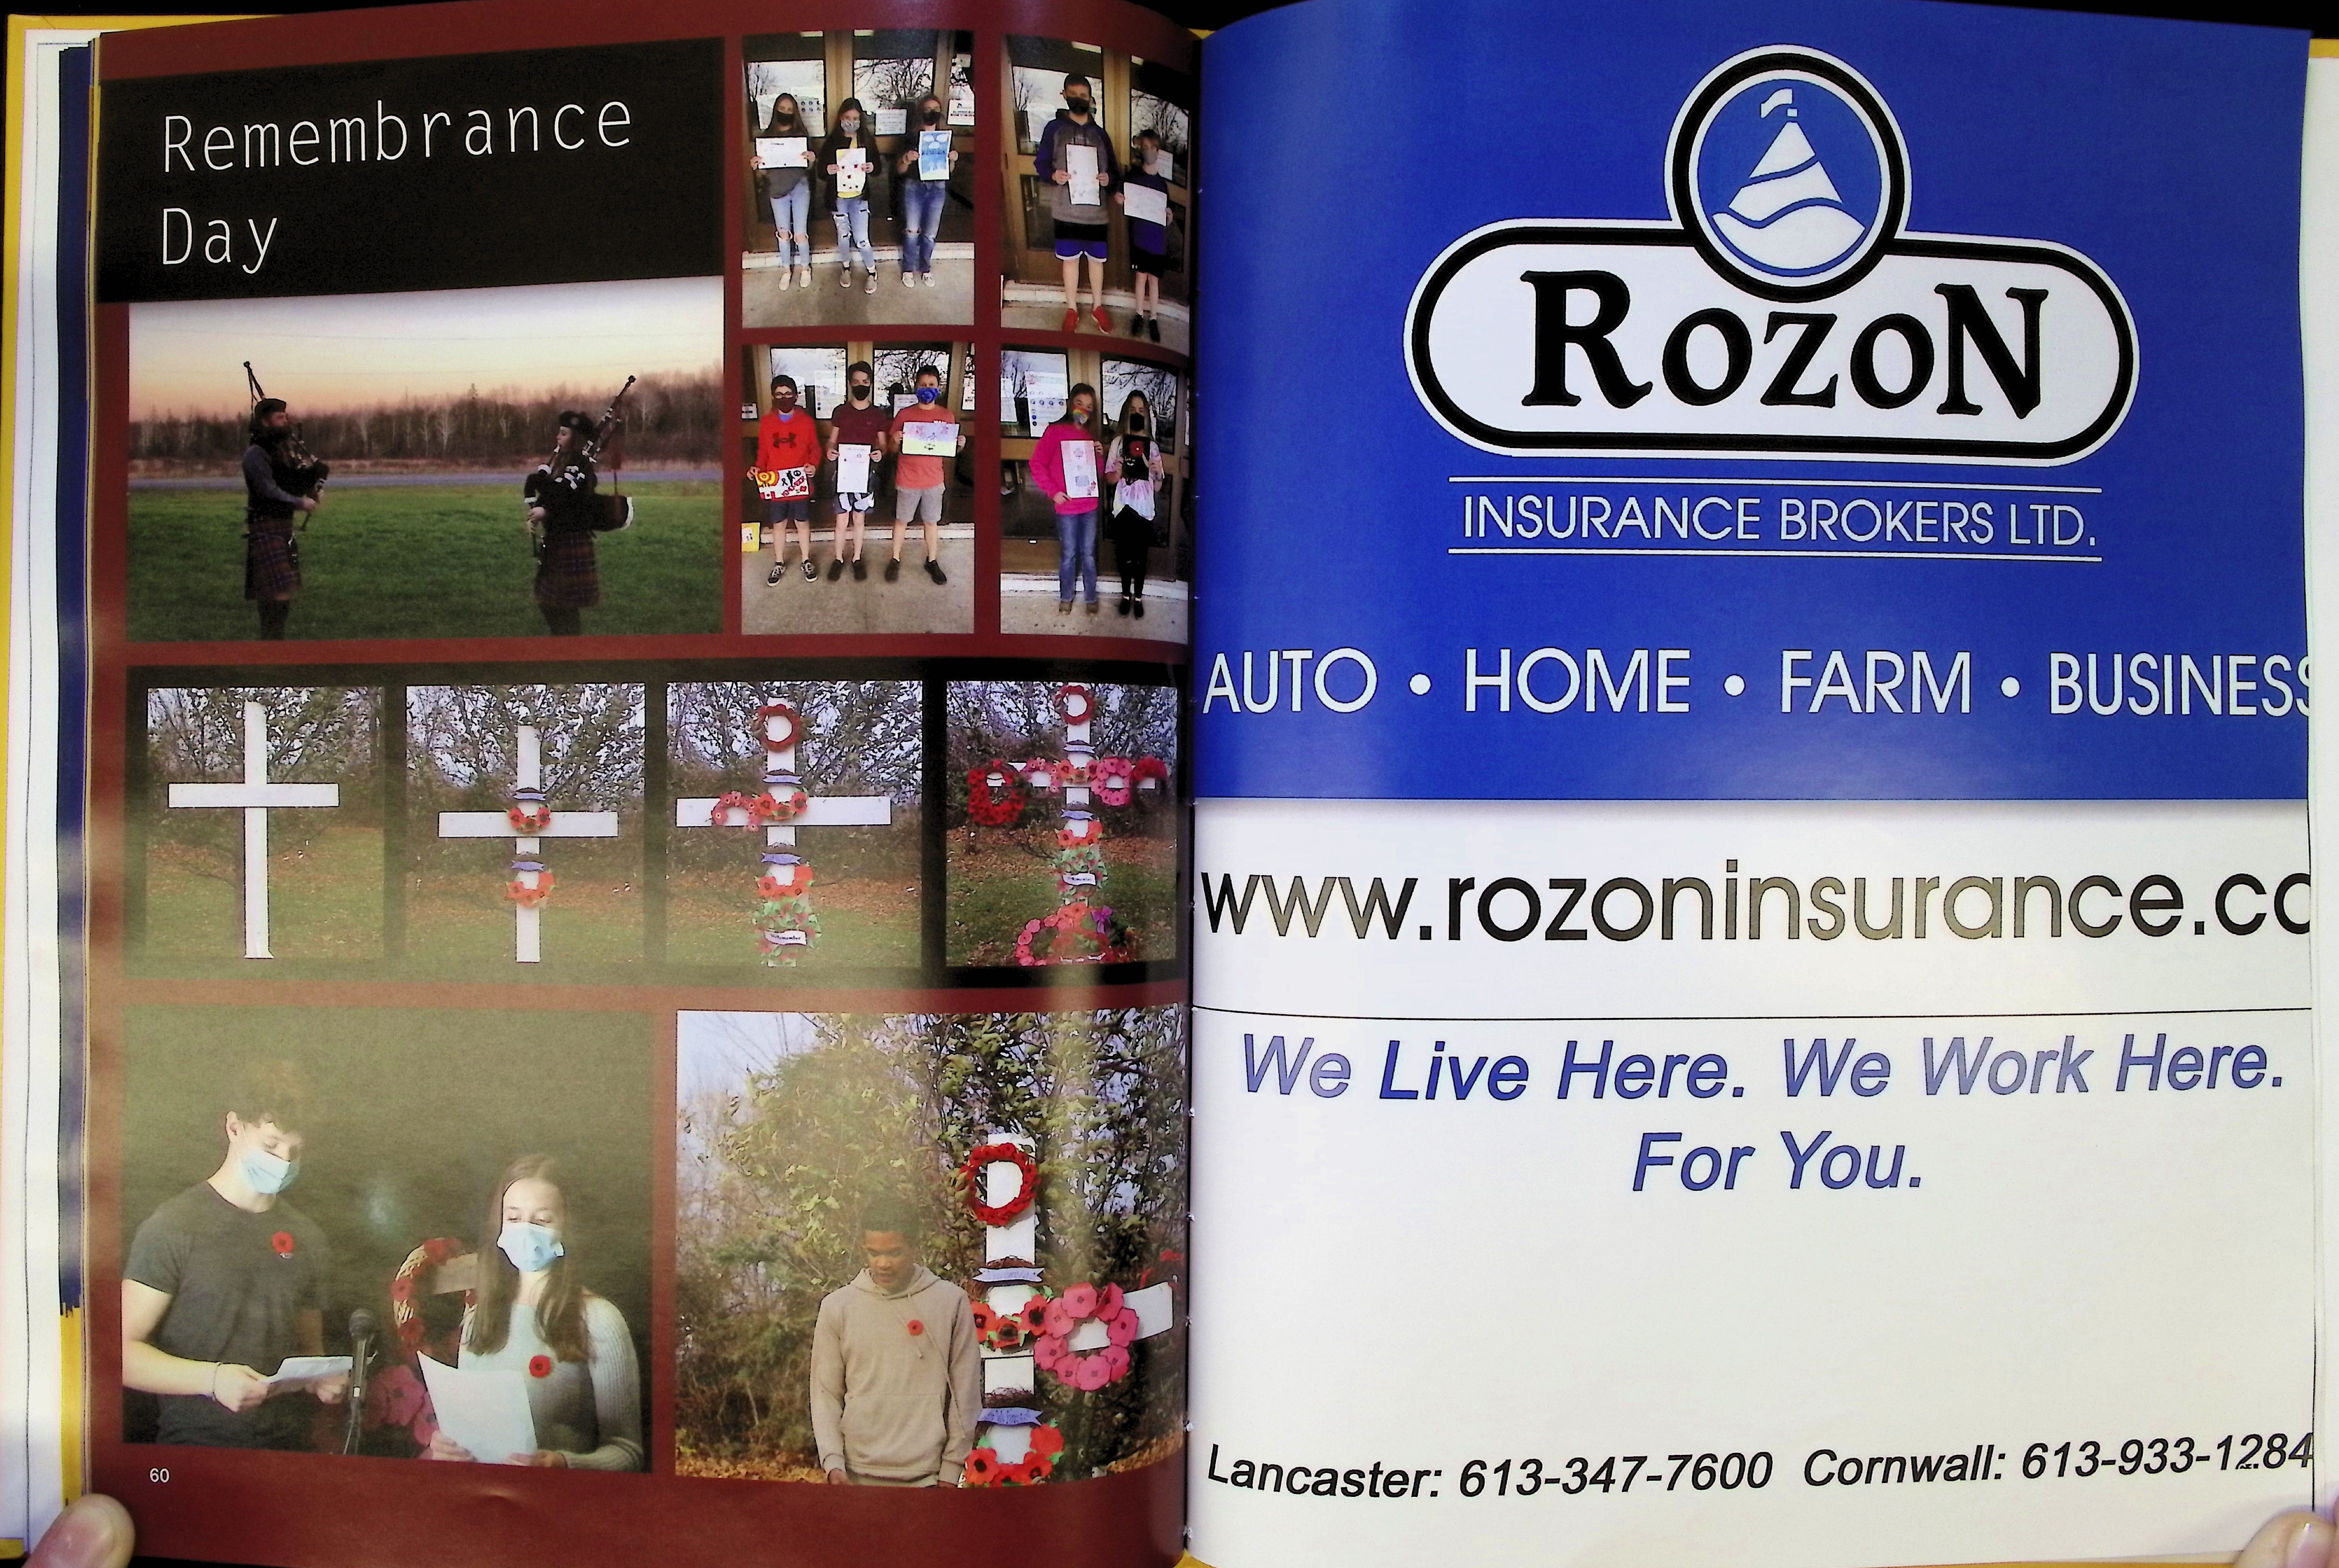 Remembrance
Day
60
ROZON
INSURANCE BROKERS LTD.
AUTO • HOME • FARM • BUSINESS
www.rozoninsurance.co
We Live Here. We Work Here.
For You.
Lancaster: 613-347-7600 Cornwall: 613-933-1284